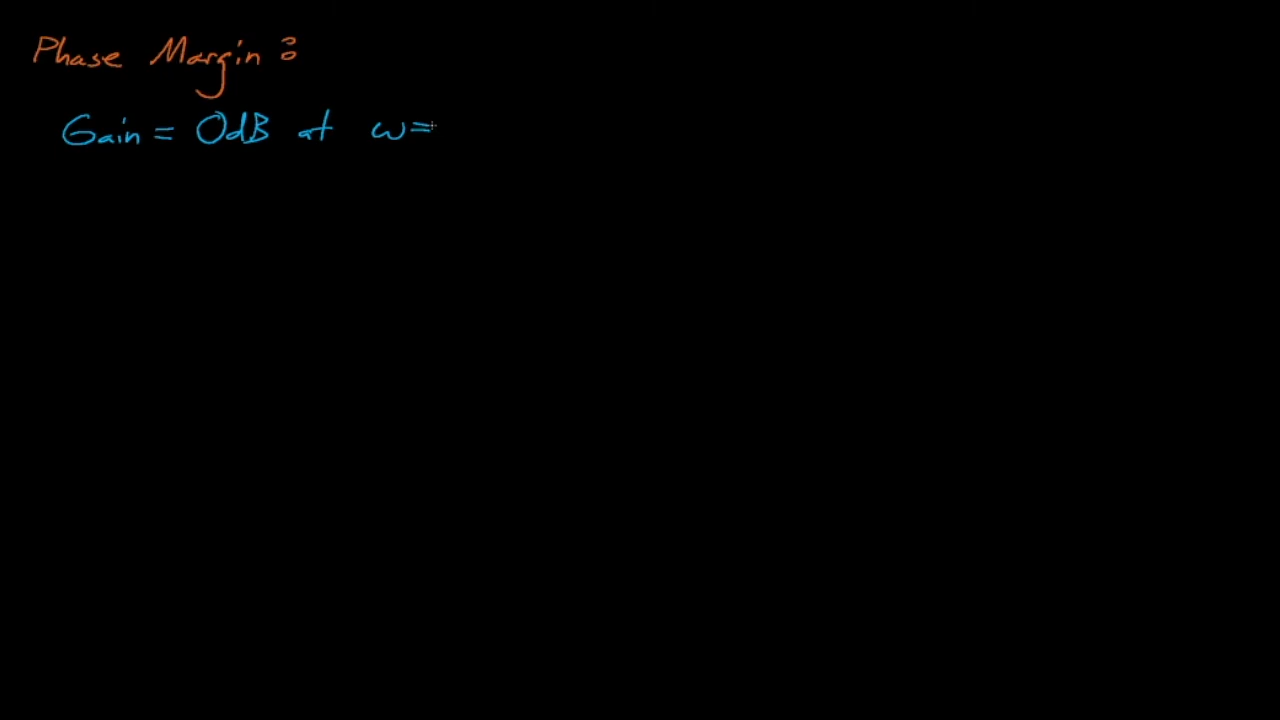 Phase Margin :
Gain = 0dB at ω=